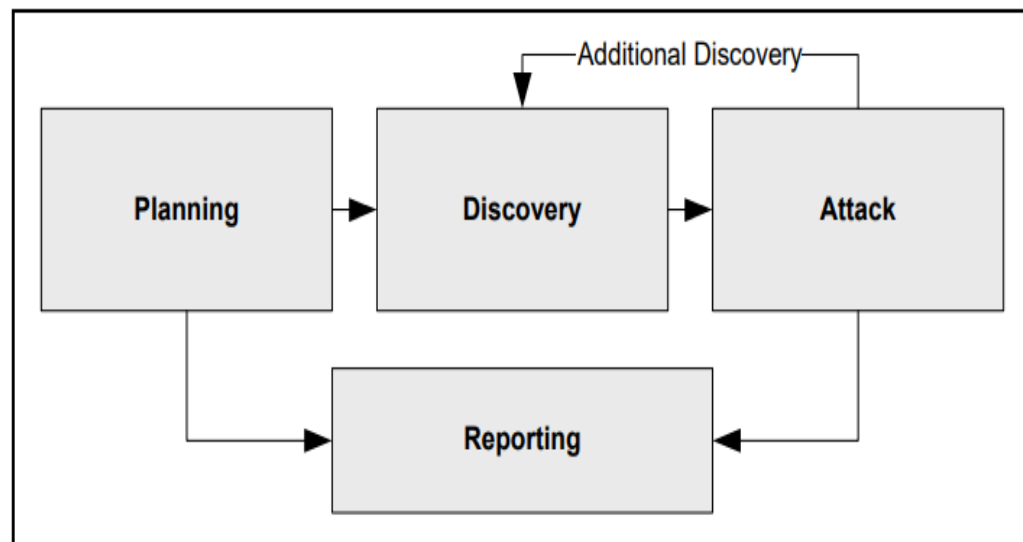 Additional Discovery
Planning
Discovery
Attack
Reporting